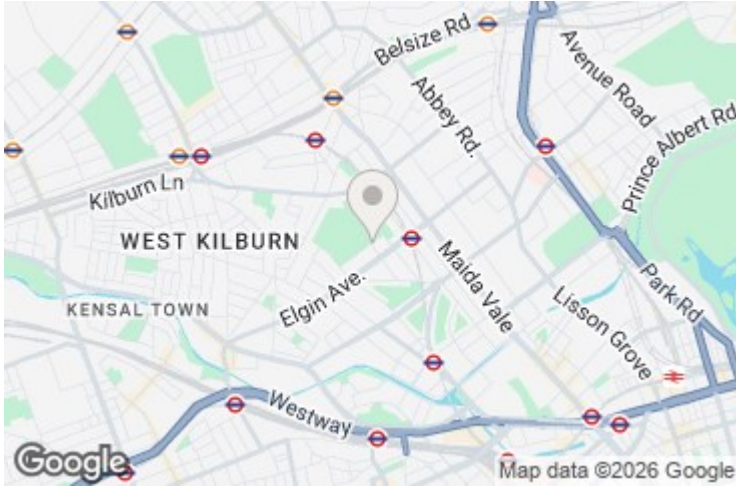 Belsize Rd
Avenue Road
Abbey Rd.
Prince Albert Rd
Kilburn Ln
WEST KILBURN
Maida Vale
Elgin Ave.
Park Rd
KENSAL TOWN
Lisson Grove
Westway
Google
Map data ©2026 Google